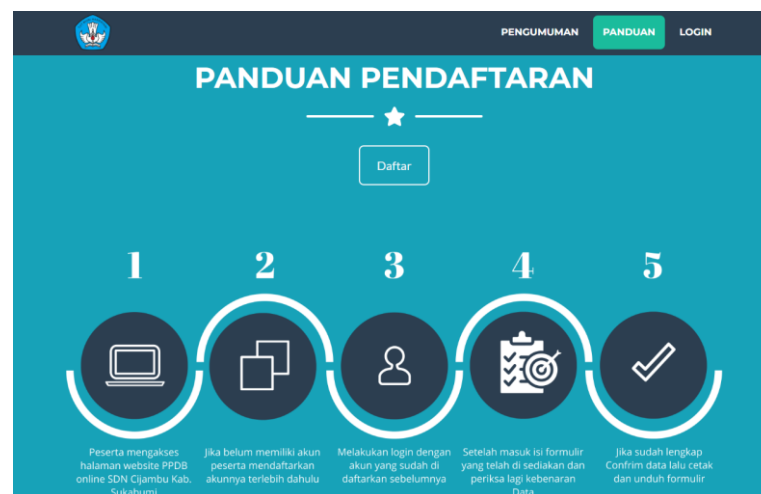 PENGUMUMAN PANDUAN LOGIN
PANDUAN PENDAFTARAN
Daftar
1 2 3 4 5
Peserta mengakses
halaman website PPDB
online SDN Cijambu Kab.
Sukabumi
Jika belum memiliki akun
peserta mendaftarkan
akunnya terlebih dahulu
Melakukan login dengan
akun yang sudah di
daftarkan sebelumnya
Setelah masuk isi formulir
yang telah di sediakan dan
periksa lagi kebenaran
Data
Jika sudah lengkap
Confrim data lalu cetak
dan unduh formulir